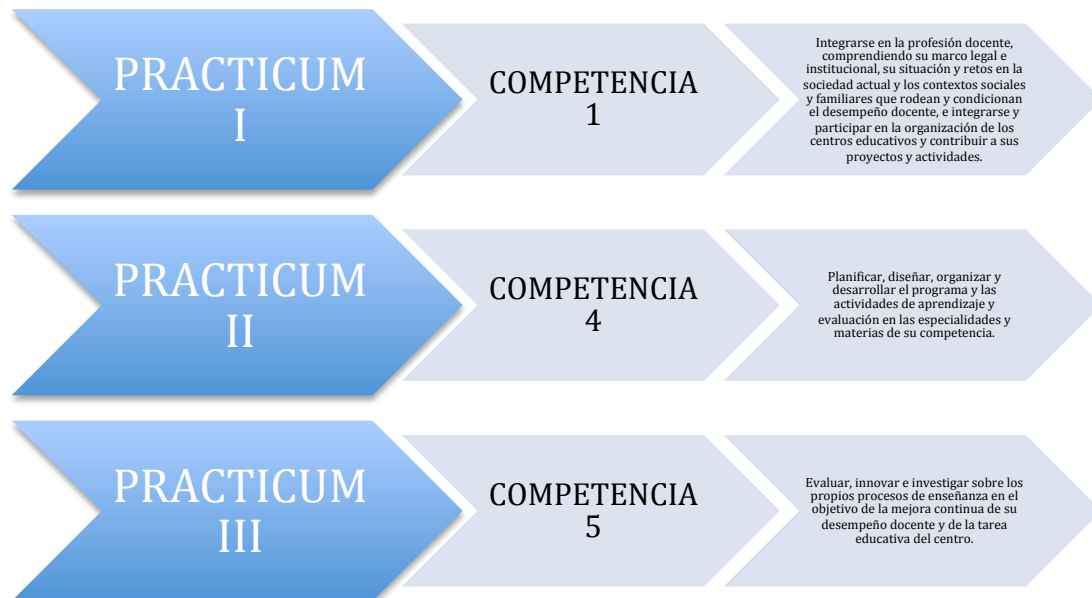 PRACTICUM
I
COMPETENCIA
1
Integrarse en la profesión docente,
comprendiendo su marco legal e
institucional, su situación y retos en la
sociedad actual y los contextos sociales
y familiares que rodean y condicionan
el desempeño docente, e integrarse y
participar en la organización de los
centros educativos y contribuir a sus
proyectos y actividades.
PRACTICUM
II
COMPETENCIA
4
Planificar, diseñar, organizar y
desarrollar el programa y las
actividades de aprendizaje y
evaluación en las especialidades y
materias de su competencia.
PRACTICUM
III
COMPETENCIA
5
Evaluar, innovar e investigar sobre los
propios procesos de enseñanza en el
objetivo de la mejora continua de su
desempeño docente y de la tarea
educativa del centro.